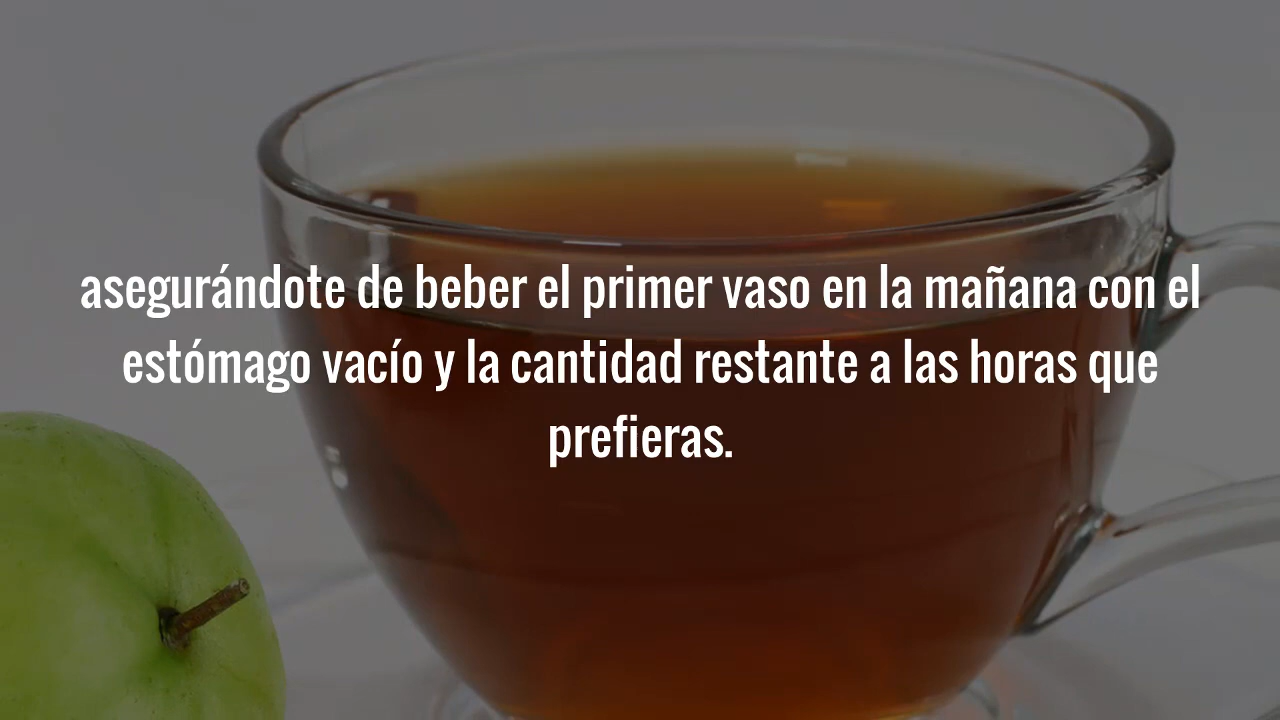 asegurándote de beber el primer vaso en la mañana con el
estómago vacío y la cantidad restante a las horas que
prefieras.